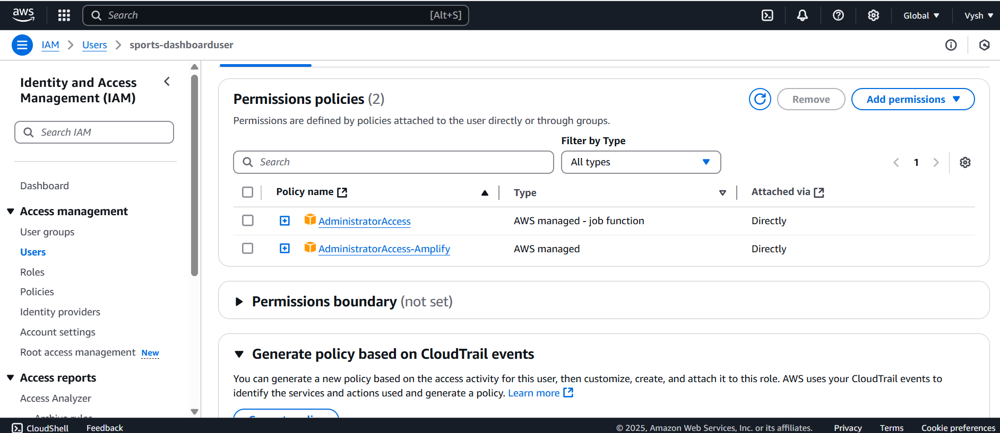 aws
Search [Alt+S]
Global
Vysh
IAM
Users
sports-dashboarduser
Identity and Access
Management (IAM)
Search IAM
Dashboard
Access management
User groups
Users
Roles
Policies
Identity providers
Account settings
Root access management New
Access reports
Access Analyzer
Permissions policies (2)
Remove
Add permissions
Permissions are defined by policies attached to the user directly or through groups.
Filter by Type
Search
All types
1
Policy name
Type
Attached via
AdministratorAccess
AWS managed - job function
Directly
AdministratorAccess-Amplify
AWS managed
Directly
Permissions boundary (not set)
Generate policy based on CloudTrail events
You can generate a new policy based on the access activity for this user, then customize, create, and attach it to this role. AWS uses your CloudTrail events to
identify the services and actions used and generate a policy. Learn more
CloudShell
Feedback
© 2025, Amazon Web Services, Inc. or its affiliates.
Privacy
Terms
Cookie preferences